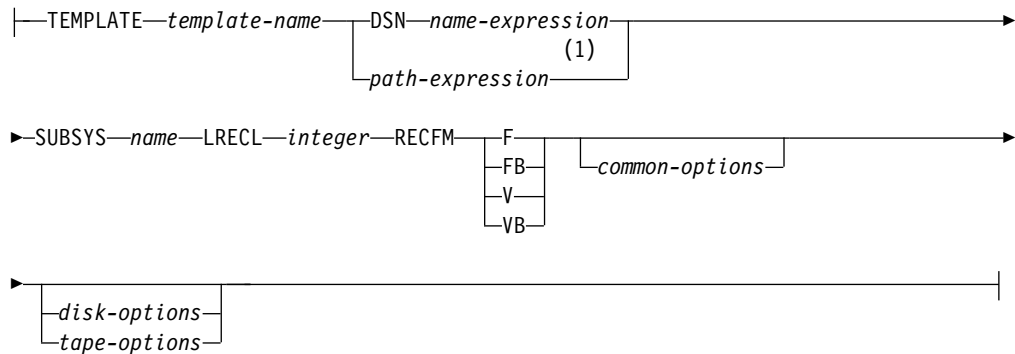 TEMPLATE template-name DSN name-expression
(1)
path-expression
SUBSYS name LRECL integer RECFM F
FB common-options
V
VB
disk-options
tape-options